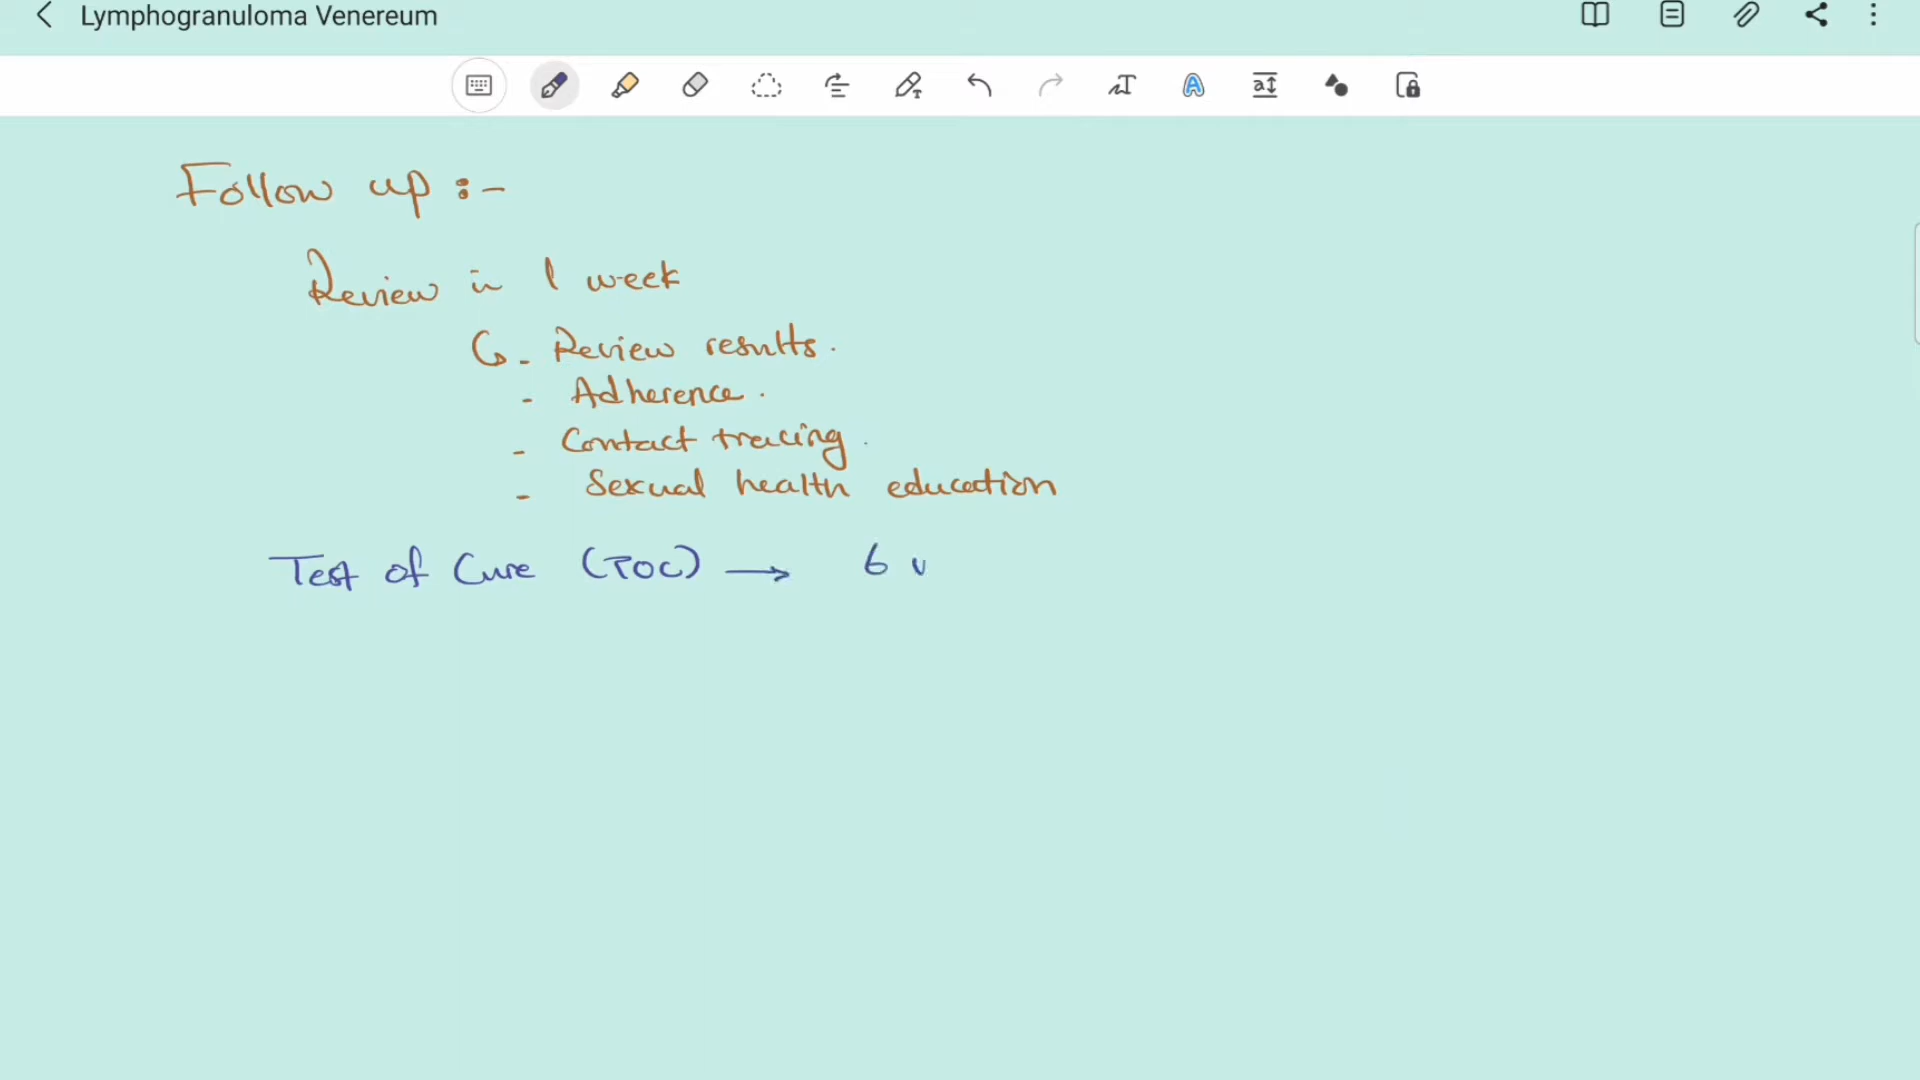 Lymphogranuloma Venereum
Follow up :-
Review in 1 week
- Review results.
- Adherence.
- Contact tracing.
- Sexual health education
Test of Cure (TOC) → 6